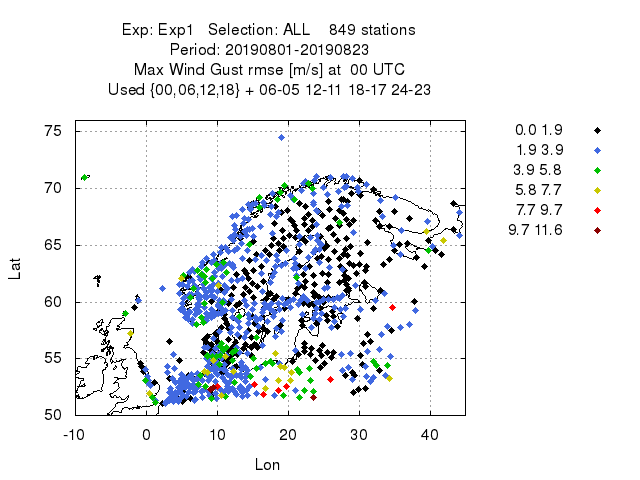 Exp: Exp1   Selection: ALL    849 stations
Period: 20190801-20190823
Max Wind Gust rmse [m/s] at  00 UTC
Used {00,06,12,18} + 06-05 12-11 18-17 24-23
0.0 1.9
1.9 3.9
3.9 5.8
5.8 7.7
7.7 9.7
9.7 11.6
Lat
75
70
65
60
55
50
-10 0 10 20 30 40
Lon